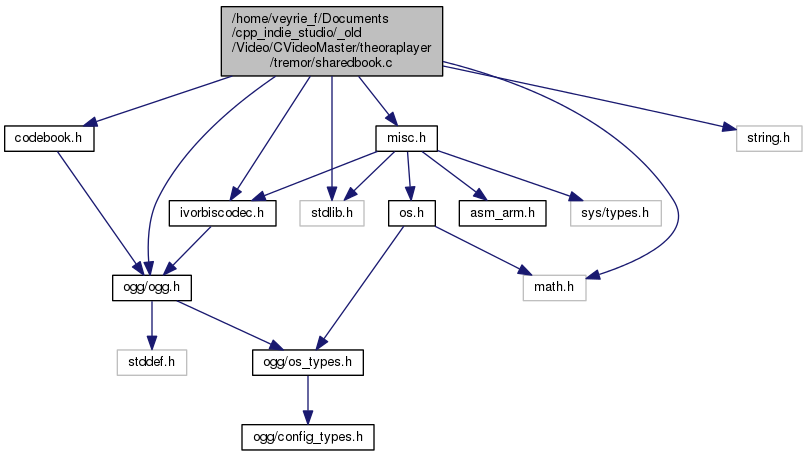 /home/veyrie_f/Documents
/cpp_indie_studio/_old
/Video/CVideoMaster/theoraplayer
/tremor/sharedbook.c
codebook.h
misc.h
string.h
ivorbiscodec.h
stdlib.h
os.h
asm_arm.h
sys/types.h
ogg/ogg.h
math.h
stddef.h
ogg/os_types.h
ogg/config_types.h